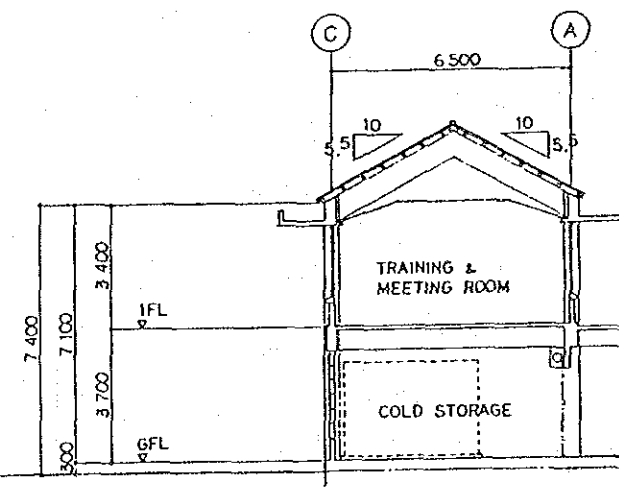 C
A
6 500
10
10
5.5
5.5
TRAINING &
MEETING ROOM
3 400
1FL
7 400
7 100
3 700
COLD STORAGE
GFL
300